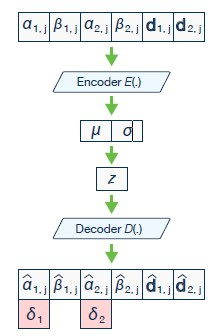 α₁,ⱼ β₁,ⱼ α₂,ⱼ β₂,ⱼ d₁,ⱼ d₂,ⱼ
Encoder E(.)
μ σ
z
Decoder D(.)
α̂₁,ⱼ β̂₁,ⱼ α̂₂,ⱼ β̂₂,ⱼ d̂₁,ⱼ d̂₂,ⱼ
δ₁ δ₂